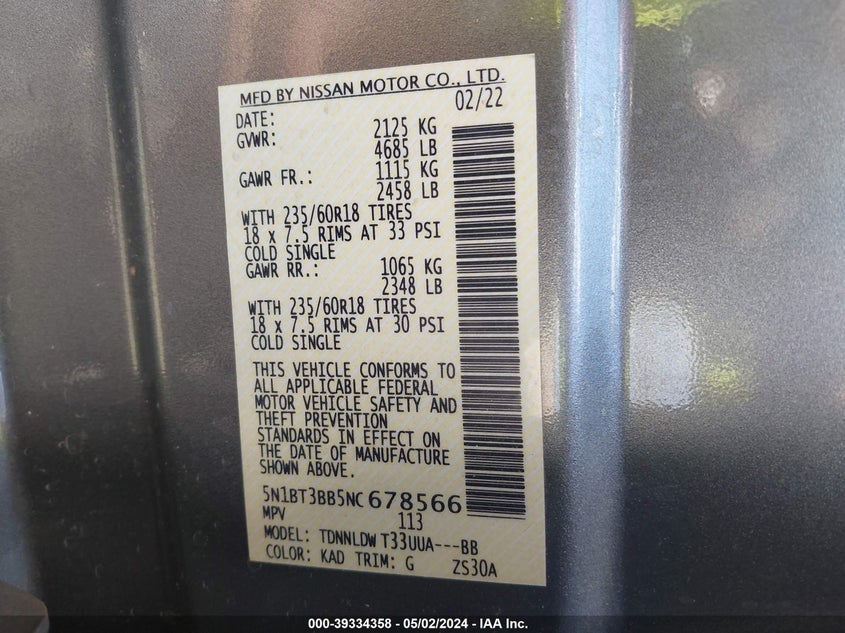 MFD BY NISSAN MOTOR CO., LTD.
DATE: 02/22
GVWR: 2125 KG
4685 LB
GAWR FR.: 1115 KG
2458 LB
WITH 235/60R18 TIRES
18 x 7.5 RIMS AT 33 PSI
COLD SINGLE
GAWR RR.: 1065 KG
2348 LB
WITH 235/60R18 TIRES
18 x 7.5 RIMS AT 30 PSI
COLD SINGLE
THIS VEHICLE CONFORMS TO
ALL APPLICABLE FEDERAL
MOTOR VEHICLE SAFETY AND
THEFT PREVENTION
STANDARDS IN EFFECT ON
THE DATE OF MANUFACTURE
SHOWN ABOVE.
5N1BT3BB5NC678566
MPV 113
MODEL: TDNNLDW T33UUA---BB
COLOR: KAD TRIM: G ZS30A
000-39334358 - 05/02/2024 - IAA Inc.